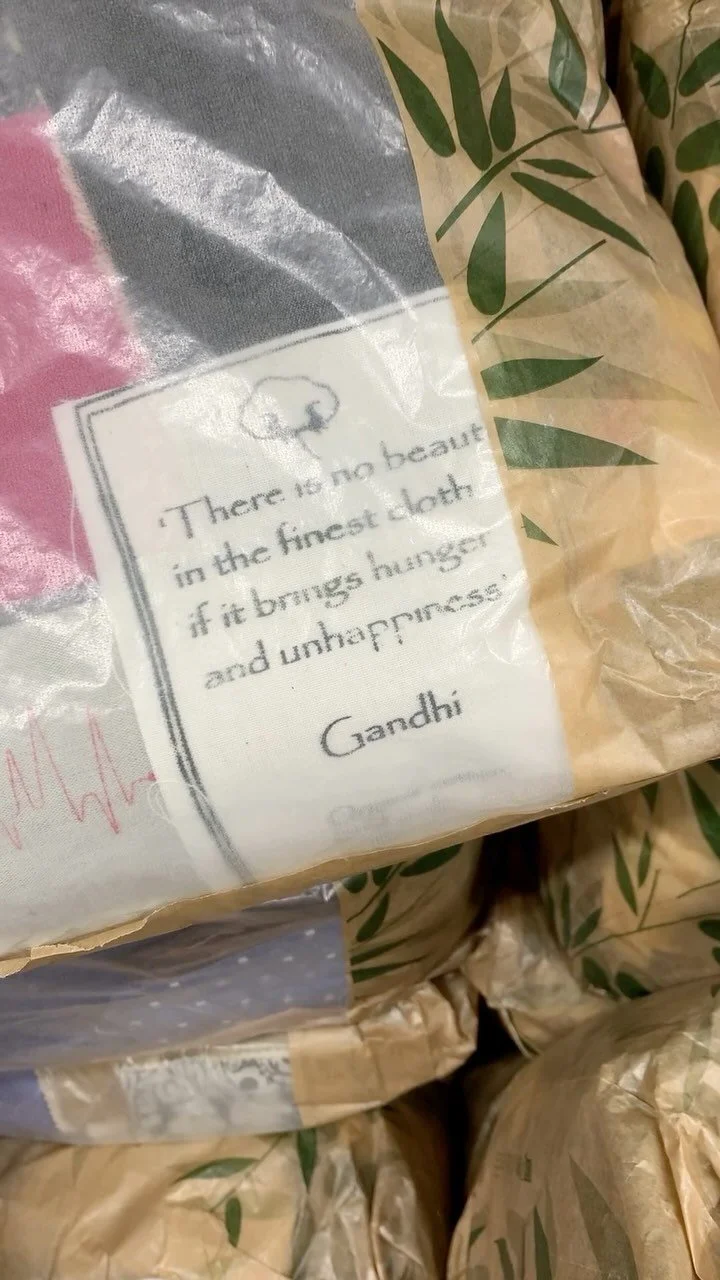 'There is no beaut
in the finest cloth
if it brings hunger
and unhappiness'
Gandhi